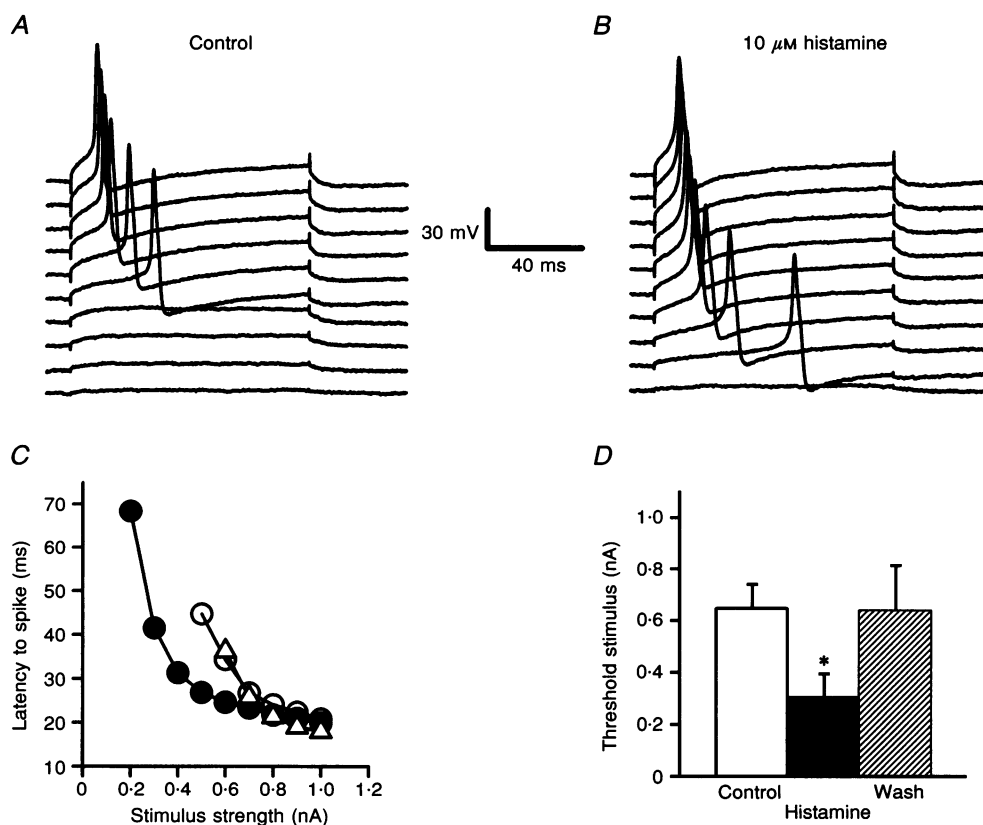 A
Control
B
10 μM histamine
30 mV
40 ms
C
Latency to spike (ms)
70
50
40
30
20
10
0
0·2
0·4
0·6
0·8
1·0
1·2
Stimulus strength (nA)
D
Threshold stimulus (nA)
1·0
0·8
0·6
0·4
0·2
0
*
Control
Histamine
Wash